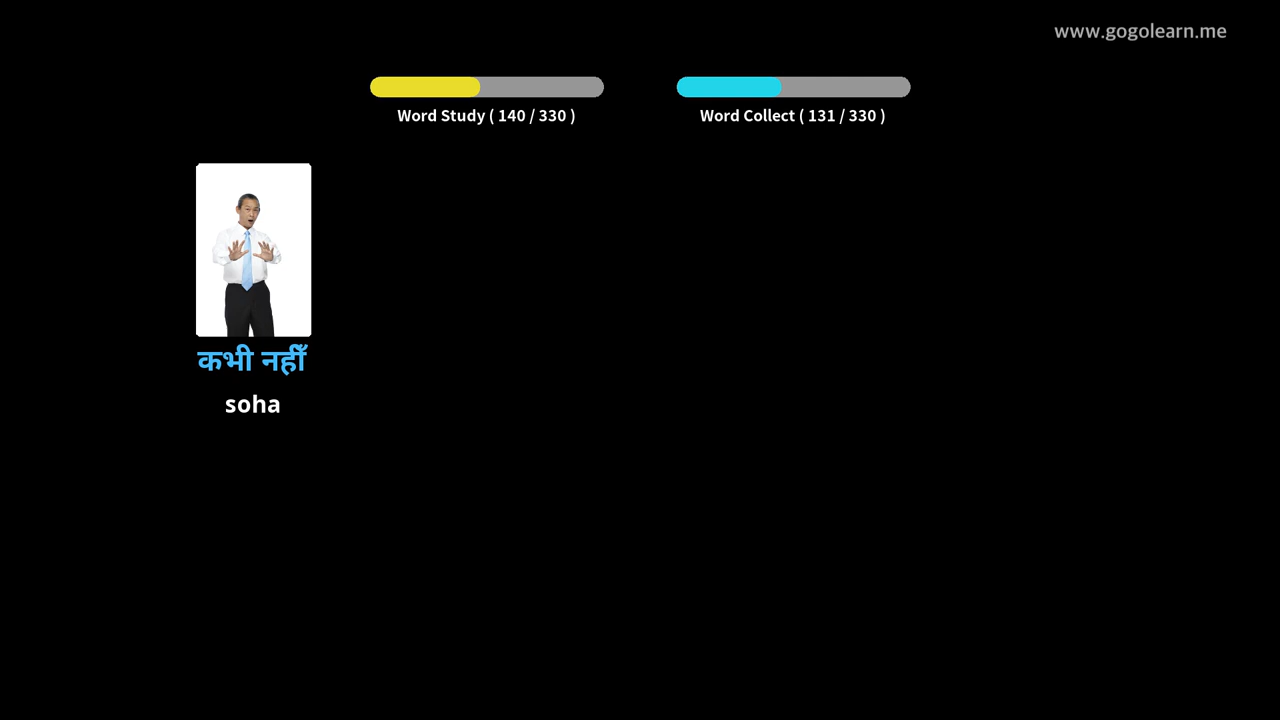 www.gogolearn.me
Word Study ( 140 / 330 )
Word Collect ( 131 / 330 )
कभी नहीँ
soha